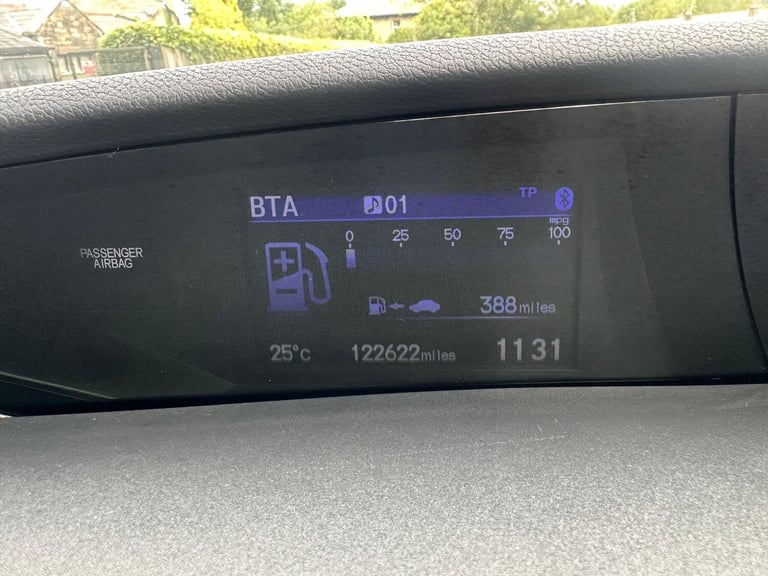 BTA 01 TP
mpg
0 25 50 75 100
PASSENGER
AIRBAG
388 miles
25°C 122622 miles 11 31